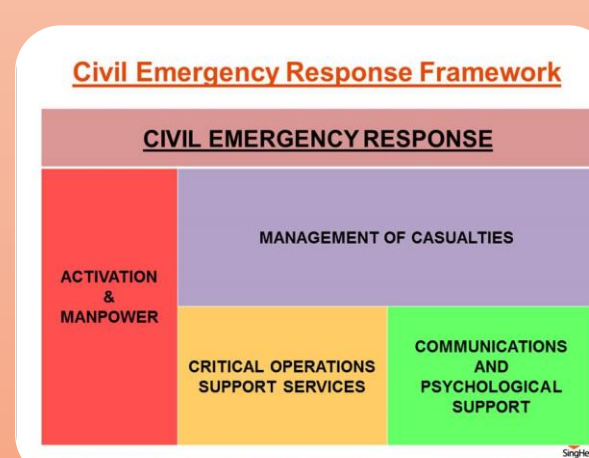 Civil Emergency Response Framework
CIVIL EMERGENCY RESPONSE
MANAGEMENT OF CASUALTIES
ACTIVATION
&
MANPOWER
CRITICAL OPERATIONS
SUPPORT SERVICES
COMMUNICATIONS
AND
PSYCHOLOGICAL
SUPPORT
SingHe